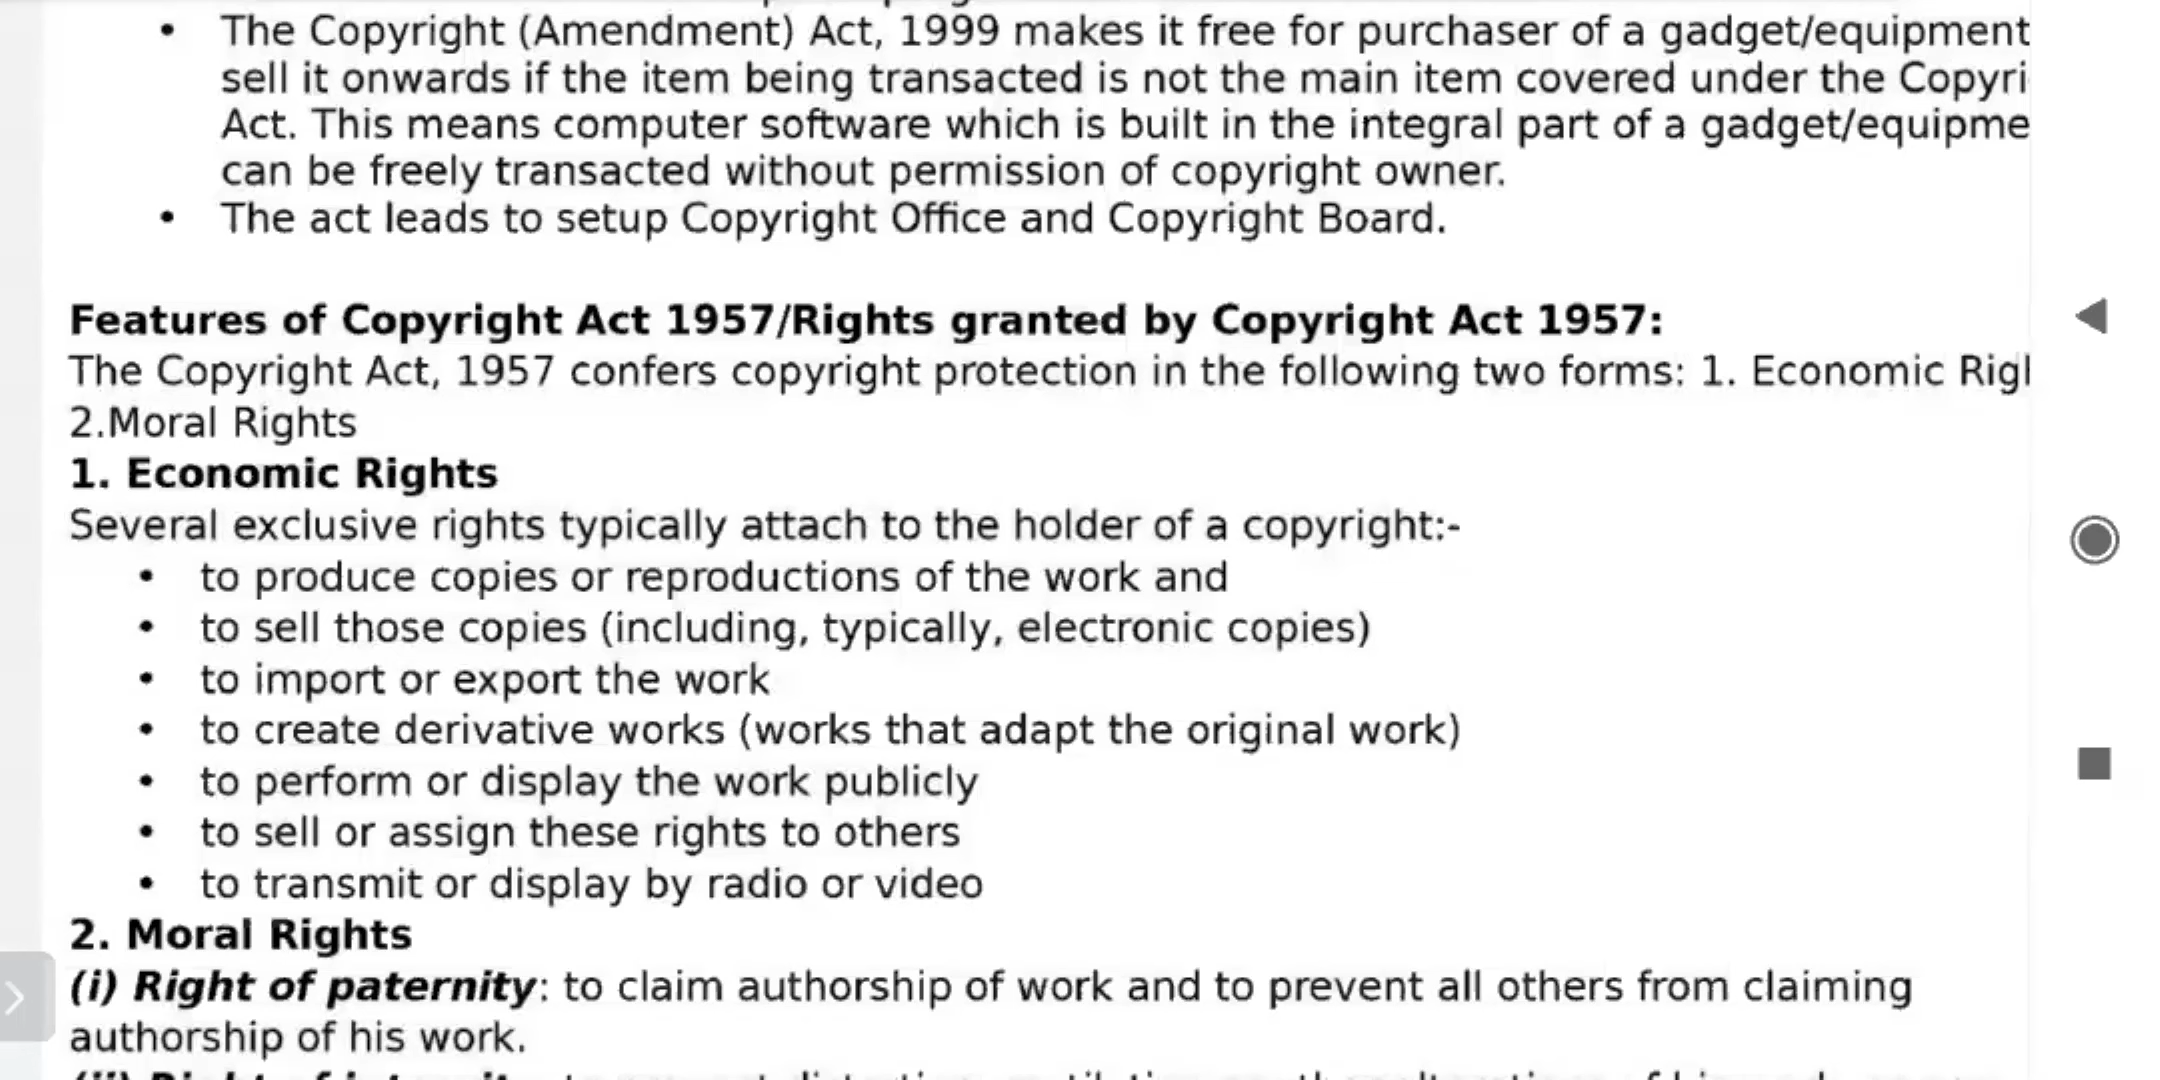 • The Copyright (Amendment) Act, 1999 makes it free for purchaser of a gadget/equipment
sell it onwards if the item being transacted is not the main item covered under the Copyri
Act. This means computer software which is built in the integral part of a gadget/equipme
can be freely transacted without permission of copyright owner.
• The act leads to setup Copyright Office and Copyright Board.
Features of Copyright Act 1957/Rights granted by Copyright Act 1957:
The Copyright Act, 1957 confers copyright protection in the following two forms: 1. Economic Rig
2.Moral Rights
1. Economic Rights
Several exclusive rights typically attach to the holder of a copyright:-
• to produce copies or reproductions of the work and
• to sell those copies (including, typically, electronic copies)
• to import or export the work
• to create derivative works (works that adapt the original work)
• to perform or display the work publicly
• to sell or assign these rights to others
• to transmit or display by radio or video
2. Moral Rights
(i) Right of paternity: to claim authorship of work and to prevent all others from claiming
authorship of his work.